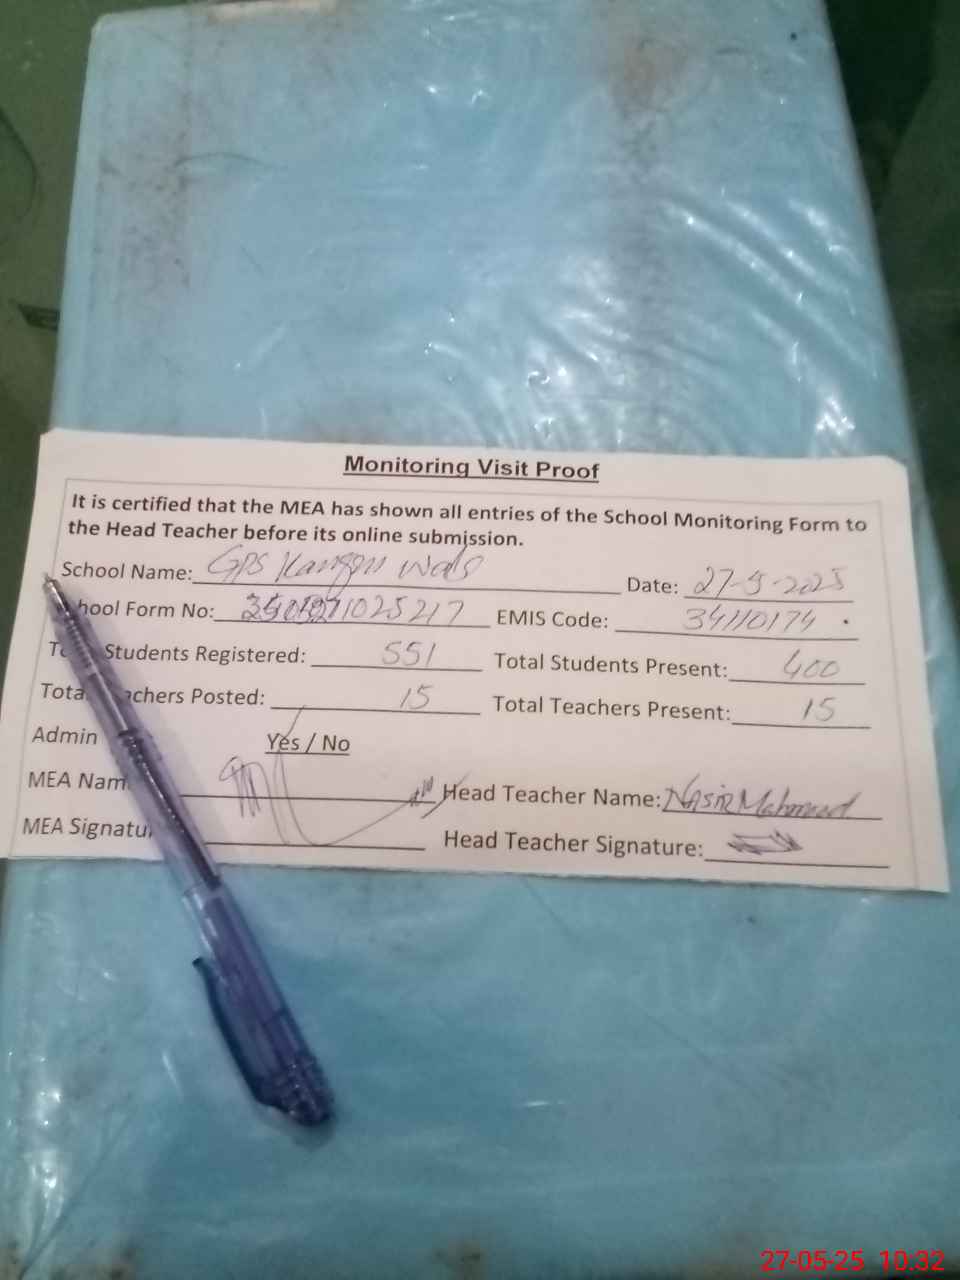 Monitoring Visit Proof
It is certified that the MEA has shown all entries of the School Monitoring Form to
the Head Teacher before its online submission.
School Name: GPS Wala Date: 27-5-2025
hool Form No: EMIS Code: 34110174
To Students Registered: 551 Total Students Present: 400
Tota achers Posted: 15 Total Teachers Present: 15
Admin Yes / No
MEA Nam Head Teacher Name: Nasir Mahmood
MEA Signatu Head Teacher Signature:
27-05-25 10:32